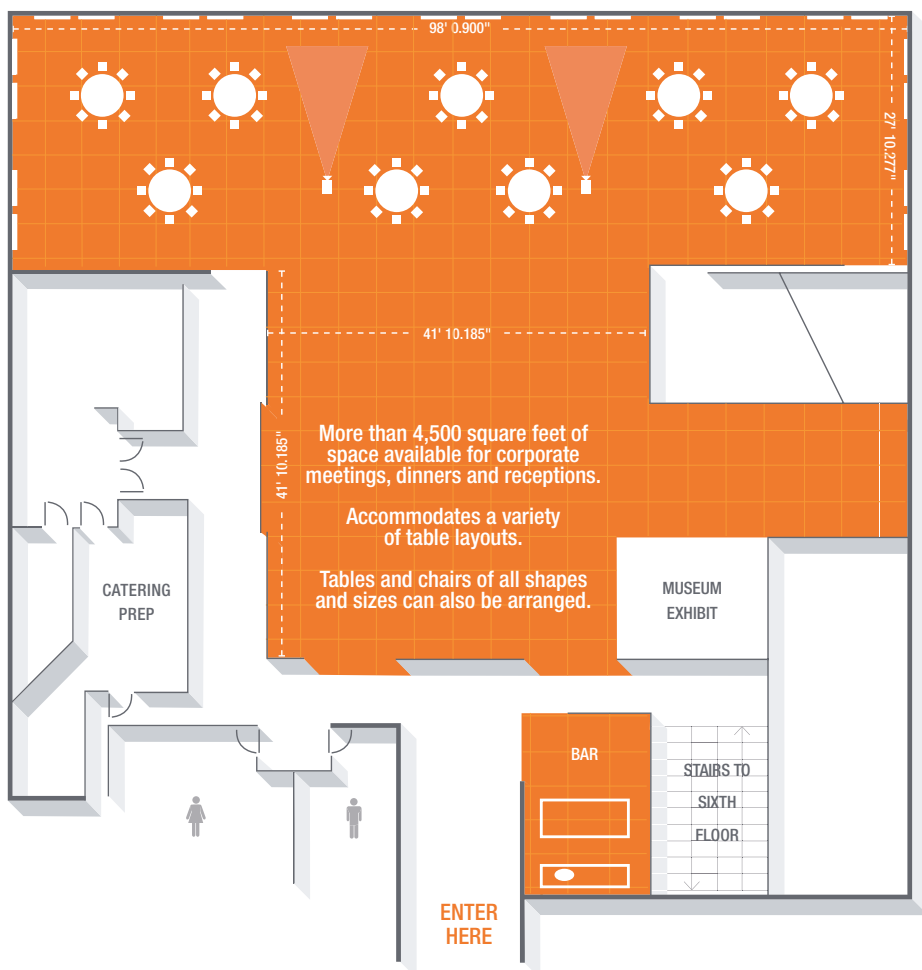 98' 0.900"
27' 10.277"
41' 10.185"
41' 10.185"
More than 4,500 square feet of
space available for corporate
meetings, dinners and receptions.
Accommodates a variety
of table layouts.
Tables and chairs of all shapes
and sizes can also be arranged.
CATERING
PREP
MUSEUM
EXHIBIT
BAR
STAIRS TO
SIXTH
FLOOR
ENTER
HERE